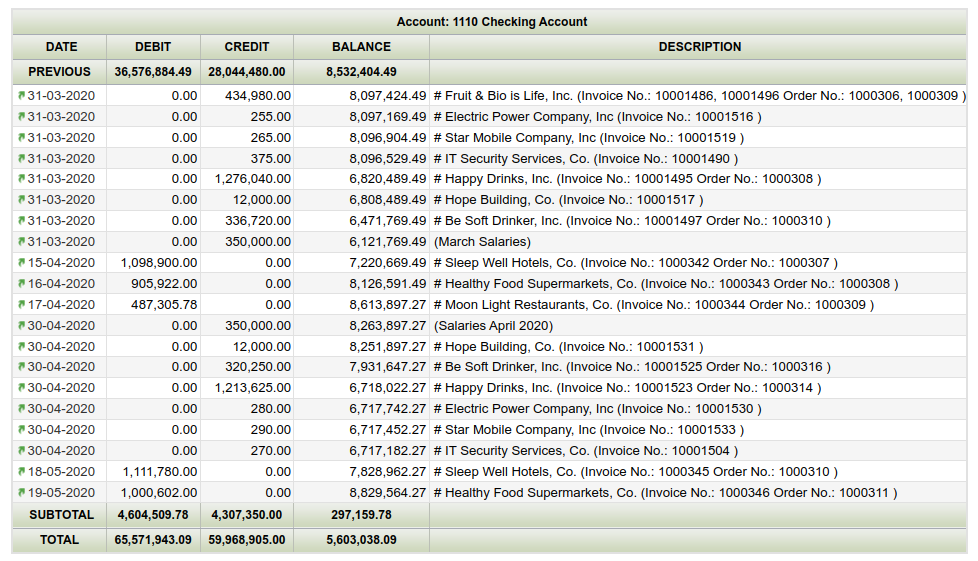 Account: 1110 Checking Account
DATE DEBIT CREDIT BALANCE DESCRIPTION
PREVIOUS 36,576,884.49 28,044,480.00 8,532,404.49
31-03-2020 0.00 434,980.00 8,097,424.49 # Fruit & Bio is Life, Inc. (Invoice No.: 10001486, 10001496 Order No.: 1000306, 1000309 )
31-03-2020 0.00 255.00 8,097,169.49 # Electric Power Company, Inc (Invoice No.: 10001516 )
31-03-2020 0.00 265.00 8,096,904.49 # Star Mobile Company, Inc (Invoice No.: 10001519 )
31-03-2020 0.00 375.00 8,096,529.49 # IT Security Services, Co. (Invoice No.: 10001490 )
31-03-2020 0.00 1,276,040.00 6,820,489.49 # Happy Drinks, Inc. (Invoice No.: 10001495 Order No.: 1000308 )
31-03-2020 0.00 12,000.00 6,808,489.49 # Hope Building, Co. (Invoice No.: 10001517 )
31-03-2020 0.00 336,720.00 6,471,769.49 # Be Soft Drinker, Inc. (Invoice No.: 10001497 Order No.: 1000310 )
31-03-2020 0.00 350,000.00 6,121,769.49 (March Salaries)
15-04-2020 1,098,900.00 0.00 7,220,669.49 # Sleep Well Hotels, Co. (Invoice No.: 1000342 Order No.: 1000307 )
16-04-2020 905,922.00 0.00 8,126,591.49 # Healthy Food Supermarkets, Co. (Invoice No.: 1000343 Order No.: 1000308 )
17-04-2020 487,305.78 0.00 8,613,897.27 # Moon Light Restaurants, Co. (Invoice No.: 1000344 Order No.: 1000309 )
30-04-2020 0.00 350,000.00 8,263,897.27 (Salaries April 2020)
30-04-2020 0.00 12,000.00 8,251,897.27 # Hope Building, Co. (Invoice No.: 10001531 )
30-04-2020 0.00 320,250.00 7,931,647.27 # Be Soft Drinker, Inc. (Invoice No.: 10001525 Order No.: 1000316 )
30-04-2020 0.00 1,213,625.00 6,718,022.27 # Happy Drinks, Inc. (Invoice No.: 10001523 Order No.: 1000314 )
30-04-2020 0.00 280.00 6,717,742.27 # Electric Power Company, Inc (Invoice No.: 10001530 )
30-04-2020 0.00 290.00 6,717,452.27 # Star Mobile Company, Inc (Invoice No.: 10001533 )
30-04-2020 0.00 270.00 6,717,182.27 # IT Security Services, Co. (Invoice No.: 10001504 )
18-05-2020 1,111,780.00 0.00 7,828,962.27 # Sleep Well Hotels, Co. (Invoice No.: 1000345 Order No.: 1000310 )
19-05-2020 1,000,602.00 0.00 8,829,564.27 # Healthy Food Supermarkets, Co. (Invoice No.: 1000346 Order No.: 1000311 )
SUBTOTAL 4,604,509.78 4,307,350.00 297,159.78
TOTAL 65,571,943.09 59,968,905.00 5,603,038.09